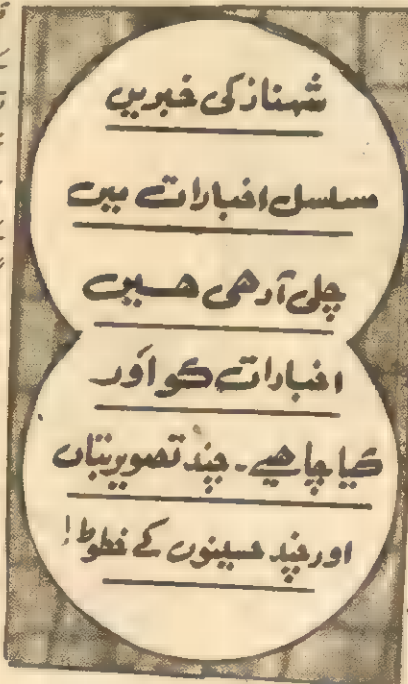 شہناز کی خبریں
مسلسل اخبارات میں
چلی آرہی ہیں
اخبارات کو اور
کیا چاہیے۔ چند تصویر بتاں
اور چند حسینوں کے خطوط!